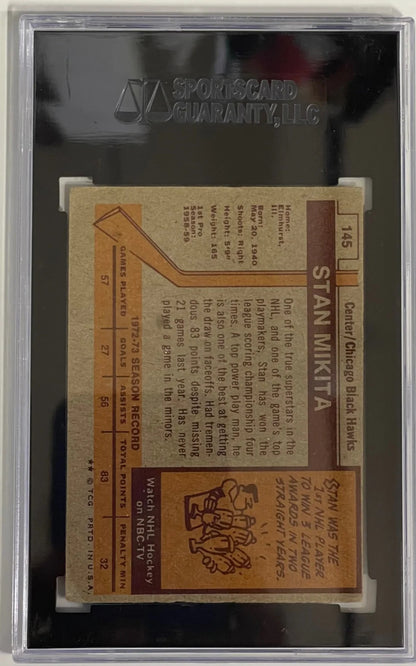 SPORTSCARD
GUARANTY, LLC
145
Center/Chicago Black Hawks
STAN MIKITA
Home:
Elmhurst,
Ill.
Born:
May 20, 1940
Shoots: Right
Height: 5'9"
Weight: 165
1st Pro
Season:
1958-59
One of the true superstars in the
NHL and one of the game's top
playmakers, Stan has won the
league scoring championship four
times. A top power play man, he
is also one of the best at getting
the draw on faceoffs. Had tremen-
dous 83 points despite missing
21 games last year. Has never
played a game in the minors.
STAN WAS THE
1ST NHL PLAYER
TO WIN 3 LEAGUE
AWARDS IN TWO
STRAIGHT YEARS.
Watch NHL Hockey
on NBC-TV
1972-73 SEASON RECORD
GAMES PLAYED GOALS ASSISTS TOTAL POINTS PENALTY MIN
57 27 56 83 32
** © TCG PRTD. IN U.S.A.